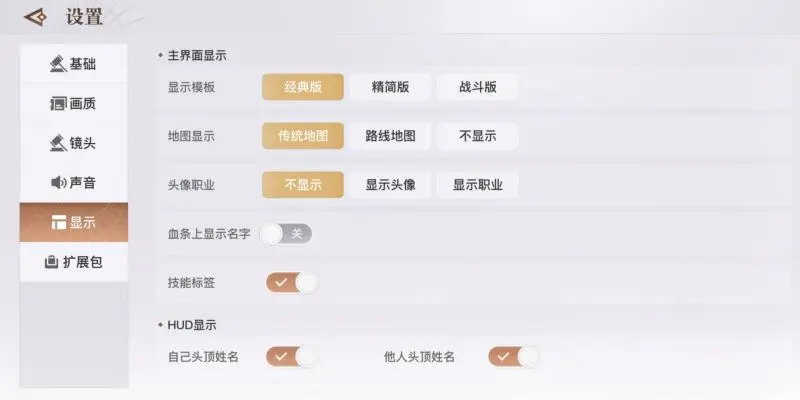 设置
基础
画质
镜头
声音
显示
扩展包
主界面显示
显示模板 经典版 精简版 战斗版
地图显示 传统地图 路线地图 不显示
头像职业 不显示 显示头像 显示职业
血条上显示名字 关
技能标签
HUD显示
自己头顶姓名 他人头顶姓名